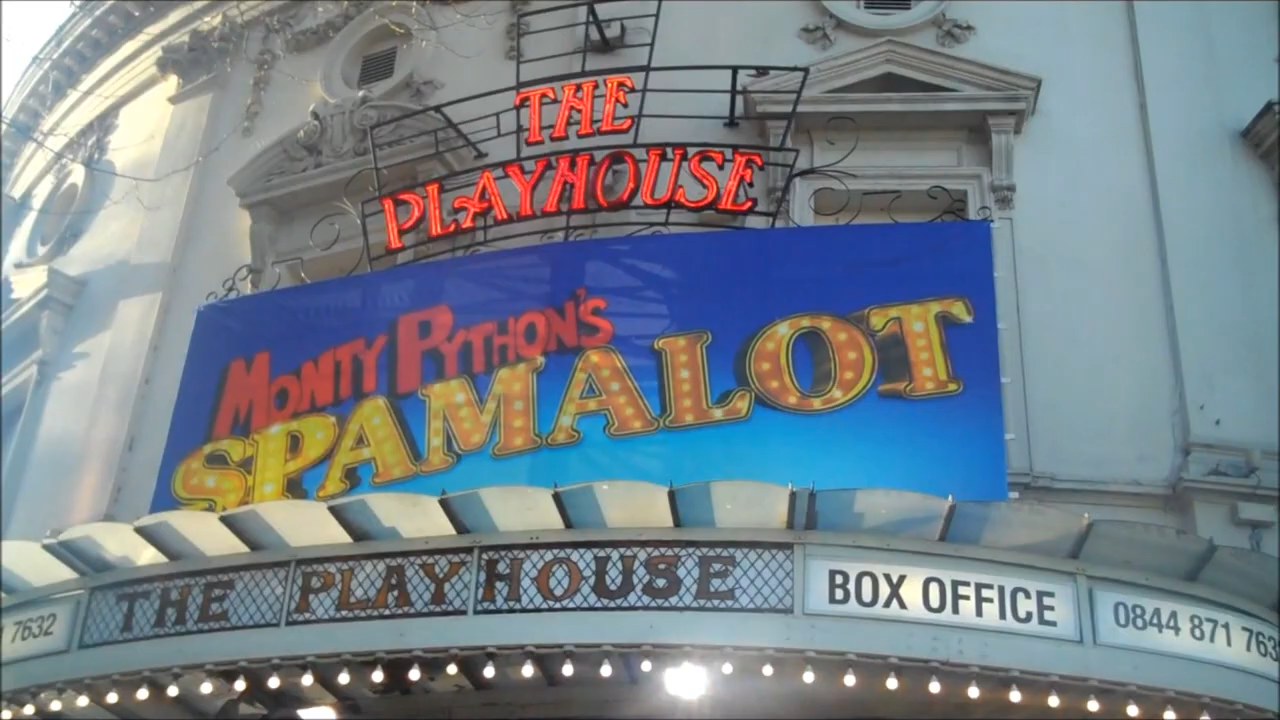 THE
PLAYHOUSE
MONTY PYTHON'S
SPAMALOT
7632
THE PLAYHOUSE
BOX OFFICE
0844 871 763